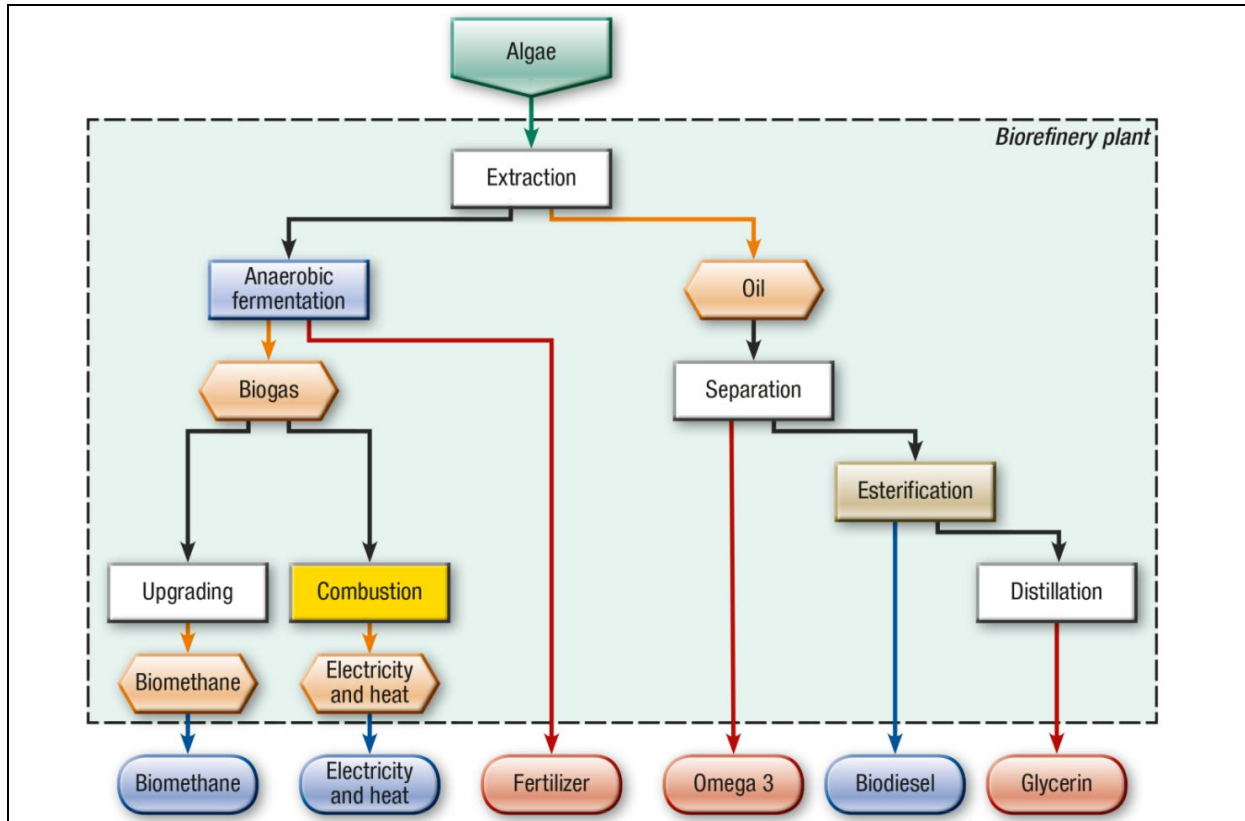 Algae
Biorefinery plant
Extraction
Anaerobic
fermentation
Oil
Biogas
Separation
Esterification
Upgrading
Combustion
Distillation
Biomethane
Electricity
and heat
Biomethane
Electricity
and heat
Fertilizer
Omega 3
Biodiesel
Glycerin